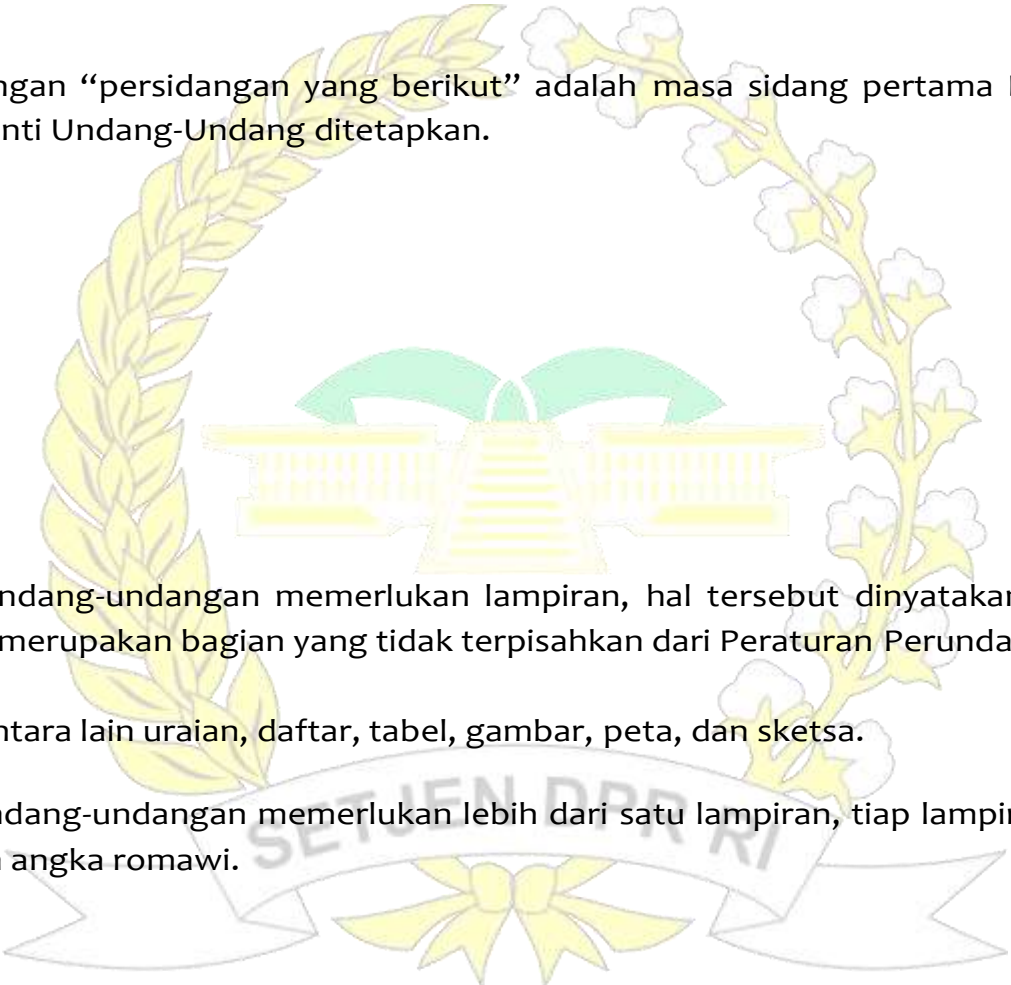 ngan “persidangan yang berikut” adalah masa sidang pertama
nti Undang-Undang ditetapkan.
ndang-undangan memerlukan lampiran, hal tersebut dinyatakan
merupakan bagian yang tidak terpisahkan dari Peraturan Perunda
ntara lain uraian, daftar, tabel, gambar, peta, dan sketsa.
ndang-undangan memerlukan lebih dari satu lampiran, tiap lampir
angka romawi.
SETJEN DPR RI